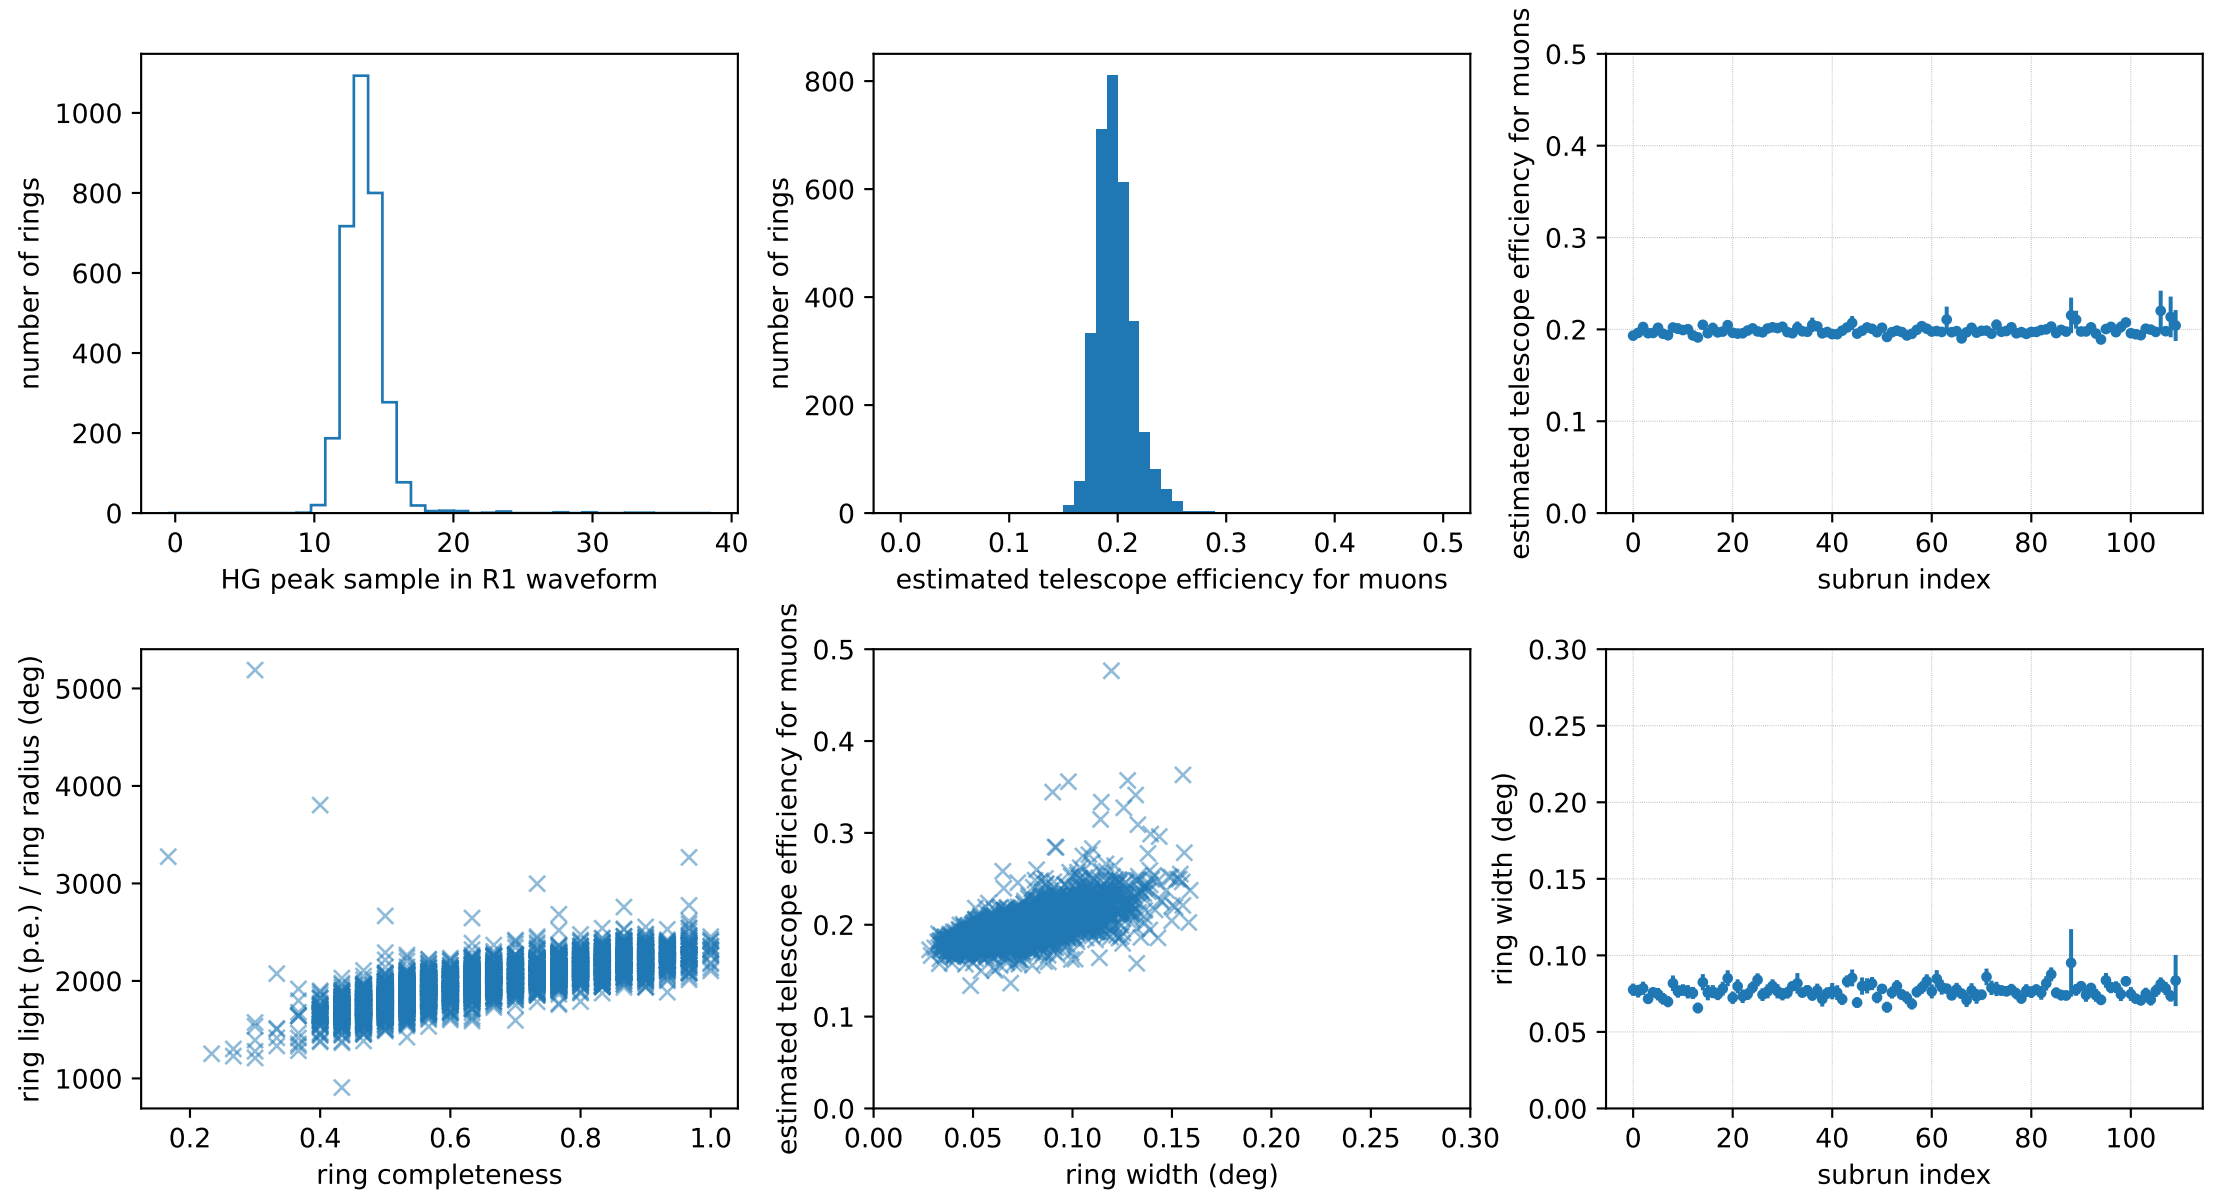 number of rings
1000
800
600
400
200
0
0 10 20 30 40
HG peak sample in R1 waveform
number of rings
800
600
400
200
0
0.0 0.1 0.2 0.3 0.4 0.5
estimated telescope efficiency for muons
estimated telescope efficiency for muons
0.5
0.4
0.3
0.2
0.1
0.0
0 20 40 60 80 100
subrun index
ring light (p.e.) / ring radius (deg)
5000
4000
3000
2000
1000
0.2 0.4 0.6 0.8 1.0
ring completeness
estimated telescope efficiency for muons
0.5
0.4
0.3
0.2
0.1
0.0
0.00 0.05 0.10 0.15 0.20 0.25 0.30
ring width (deg)
ring width (deg)
0.30
0.25
0.20
0.15
0.10
0.05
0.00
0 20 40 60 80 100
subrun index